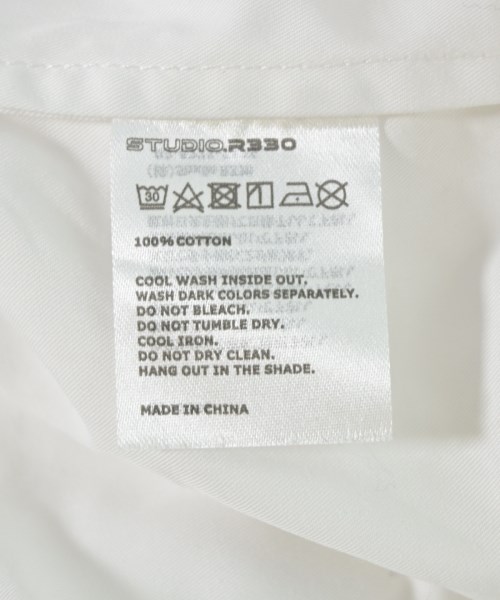 STUDIO.R330
30
100% COTTON
COOL WASH INSIDE OUT.
WASH DARK COLORS SEPARATELY.
DO NOT BLEACH.
DO NOT TUMBLE DRY.
COOL IRON.
DO NOT DRY CLEAN.
HANG OUT IN THE SHADE.
MADE IN CHINA